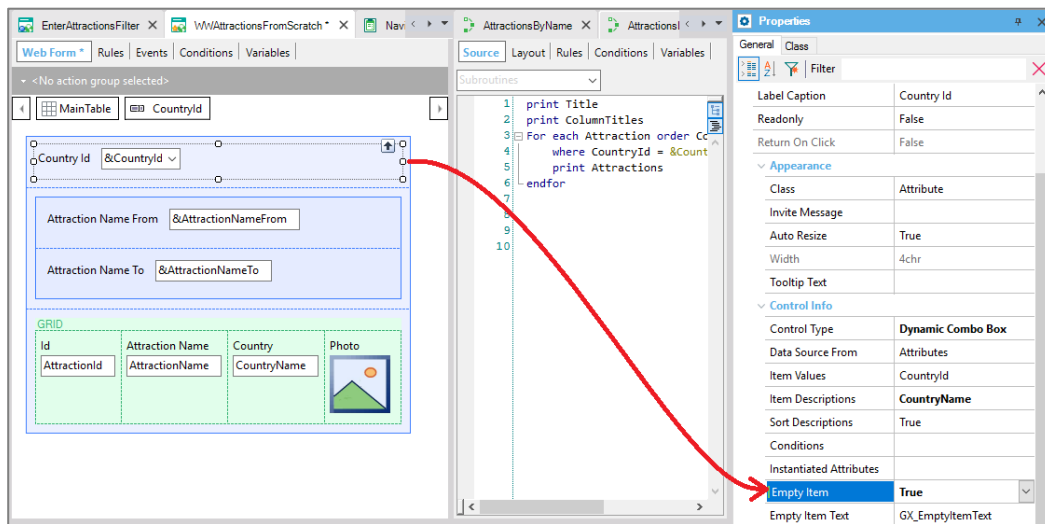 EnterAttractionsFilter
WWAttractionsFromScratch *
Nav
AttractionsByName
Attractions
Properties
Web Form * Rules Events Conditions Variables
Source Layout Rules Conditions Variables
General Class
<No action group selected>
Subroutines
Filter
MainTable
CountryId
Country Id &CountryId
Attraction Name From &AttractionNameFrom
Attraction Name To &AttractionNameTo
GRID
Id Attraction Name Country Photo
AttractionId AttractionName CountryName
1 print Title
2 print ColumnTitles
3 For each Attraction order Co
4 where CountryId = &Count
5 print Attractions
6 endfor
7
8
9
10
Label Caption Country Id
Readonly False
Return On Click False
Appearance
Class Attribute
Invite Message
Auto Resize True
Width 4chr
Tooltip Text
Control Info
Control Type Dynamic Combo Box
Data Source From Attributes
Item Values CountryId
Item Descriptions CountryName
Sort Descriptions True
Conditions
Instantiated Attributes
Empty Item True
Empty Item Text GX_EmptyItemText